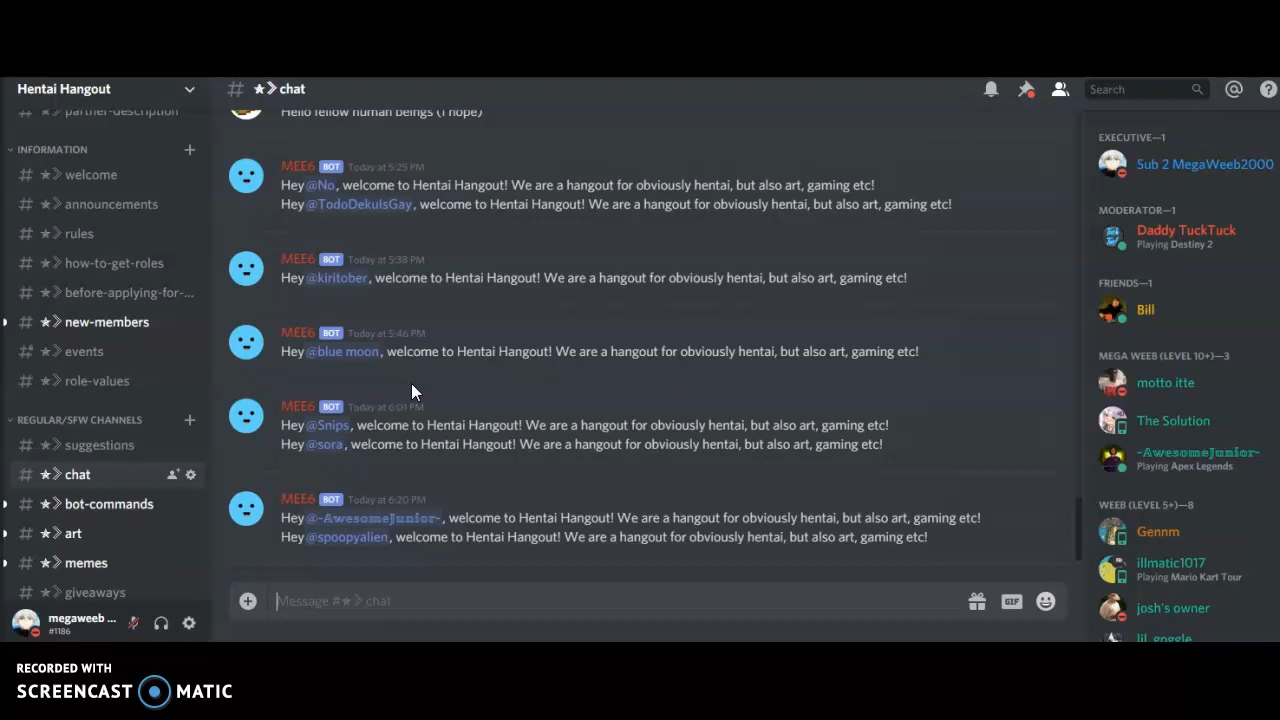 Hentai Hangout
# ★》 chat
Search
partner-description
Hello fellow human beings (I hope)
INFORMATION
# ★》 welcome
# ★》 announcements
# ★》 rules
# ★》 how-to-get-roles
# ★》 before-applying-for-...
# ★》 new-members
# ★》 events
# ★》 role-values
REGULAR/SFW CHANNELS
# ★》 suggestions
# ★》 chat
# ★》 bot-commands
# ★》 art
# ★》 memes
# ★》 giveaways
megaweeb ...
#1186
MEE6 BOT Today at 5:25 PM
Hey @No, welcome to Hentai Hangout! We are a hangout for obviously hentai, but also art, gaming etc!
Hey @TodoDekuIsGay, welcome to Hentai Hangout! We are a hangout for obviously hentai, but also art, gaming etc!
MEE6 BOT Today at 5:38 PM
Hey @kiritober, welcome to Hentai Hangout! We are a hangout for obviously hentai, but also art, gaming etc!
MEE6 BOT Today at 5:46 PM
Hey @blue moon, welcome to Hentai Hangout! We are a hangout for obviously hentai, but also art, gaming etc!
MEE6 BOT Today at 6:01 PM
Hey @Snips, welcome to Hentai Hangout! We are a hangout for obviously hentai, but also art, gaming etc!
Hey @sora, welcome to Hentai Hangout! We are a hangout for obviously hentai, but also art, gaming etc!
MEE6 BOT Today at 6:20 PM
Hey @-AwesomeJunior-, welcome to Hentai Hangout! We are a hangout for obviously hentai, but also art, gaming etc!
Hey @spoopyalien, welcome to Hentai Hangout! We are a hangout for obviously hentai, but also art, gaming etc!
Message #★》 chat
GIF
EXECUTIVE—1
Sub 2 MegaWeeb2000
MODERATOR—1
Daddy TuckTuck
Playing Destiny 2
FRIENDS—1
Bill
MEGA WEEB (LEVEL 10+)—3
motto itte
The Solution
-AwesomeJunior-
Playing Apex Legends
WEEB (LEVEL 5+)—8
Gennm
illmatic1017
Playing Mario Kart Tour
josh's owner
lil goggle
RECORDED WITH
SCREENCAST MATIC